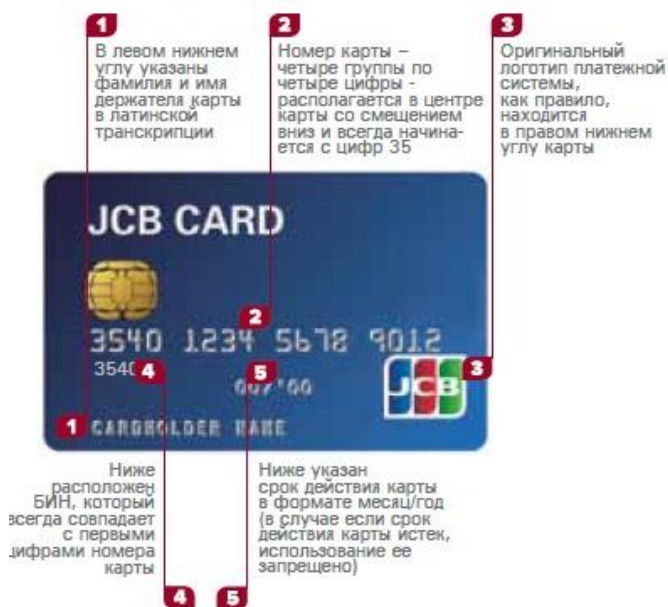 1
В левом нижнем
углу указаны
фамилия и имя
держателя карты
в латинской
транскрипции
2
Номер карты –
четыре группы по
четыре цифры -
располагается в центре
карты со смещением
вниз и всегда начина-
ется с цифр 35
3
Оригинальный
логотип платежной
системы,
как правило,
находится
в правом нижнем
углу карты
JCB CARD
2
3540 1234 5678 9012
3540 4 5 3
00/'00 JCB
1 CARDHOLDER NAME
Ниже
расположен
БИН, который
всегда совпадает
с первыми
цифрами номера
карты
4
Ниже указан
срок действия карты
в формате месяц/год
(в случае если срок
действия карты истек,
использование ее
запрещено)
5